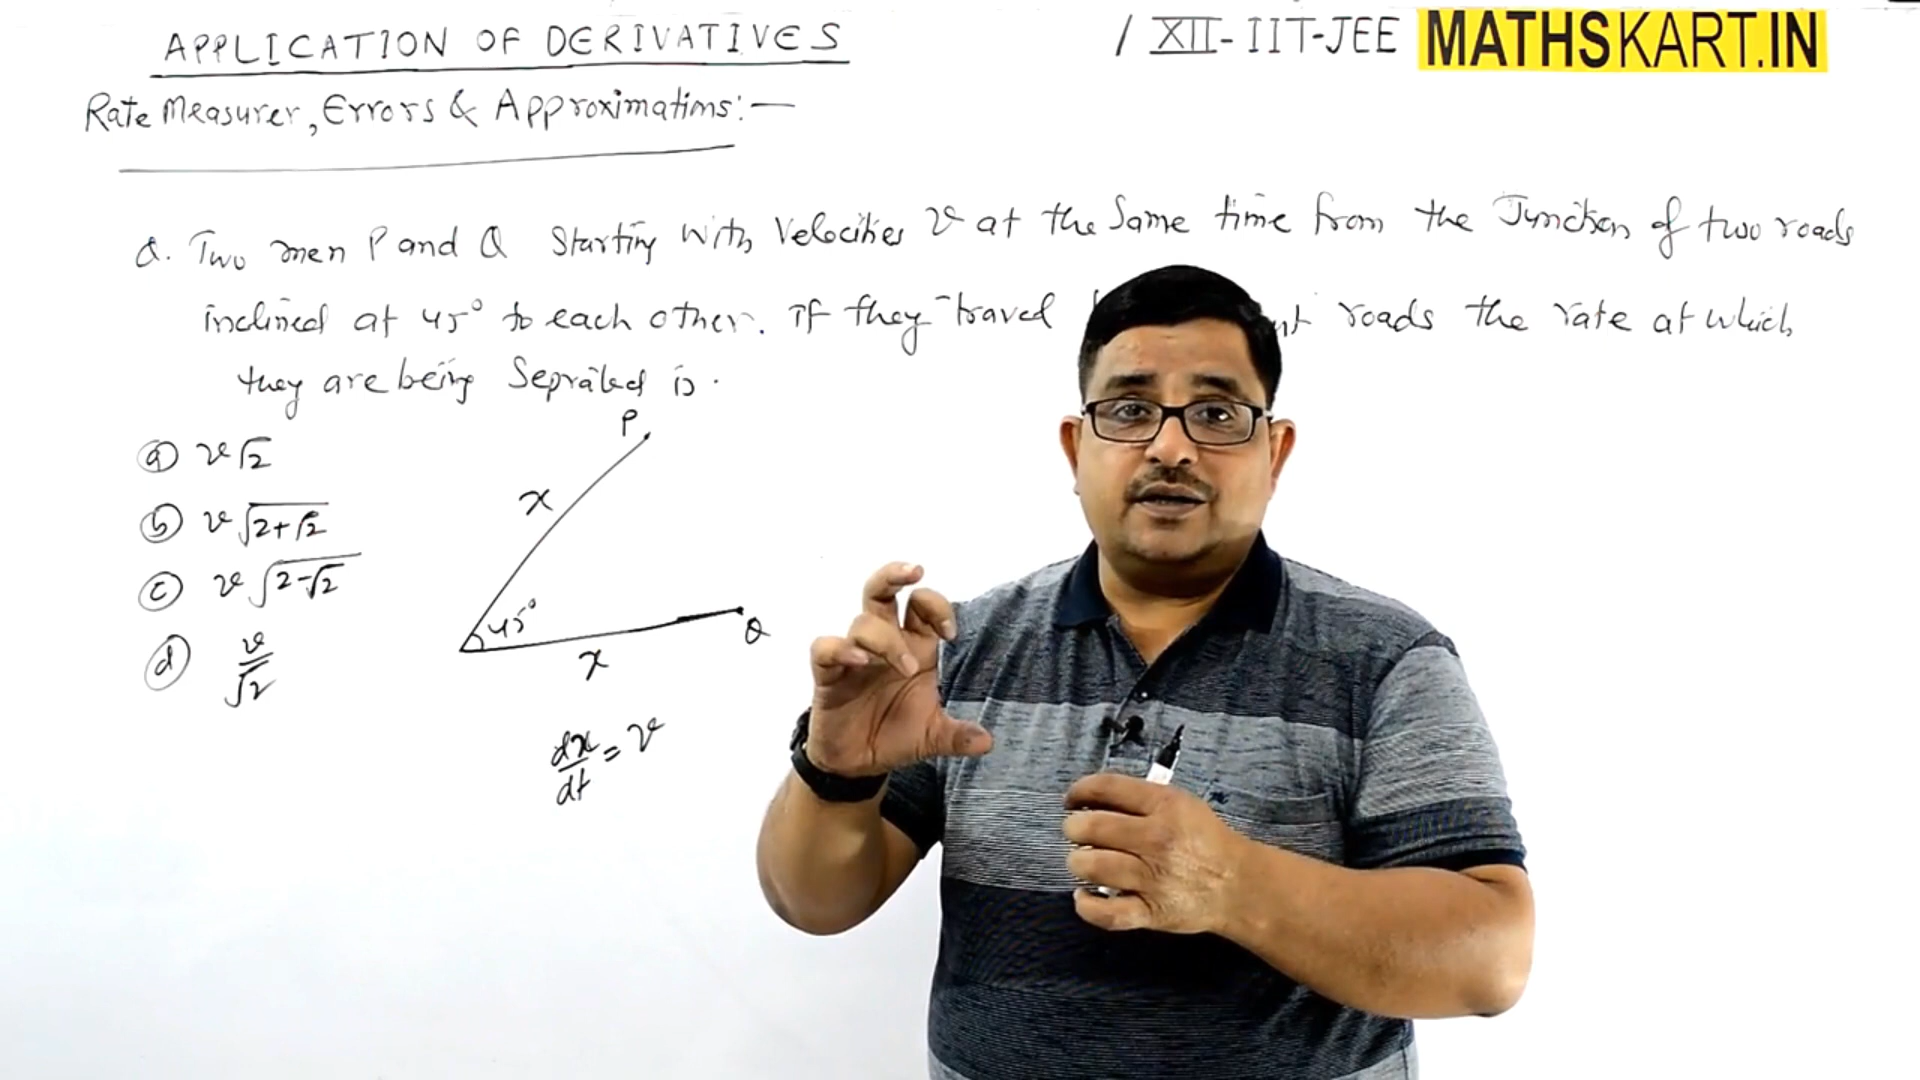 APPLICATION OF DERIVATIVES / XII-IIT-JEE MATHSKART.IN
Rate Measurer, Errors & Approximations:-
Q. Two men P and Q starting with velocities v at the same time from the Junction of two roads
inclined at 45° to each other. If they travel roads the rate at which
they are being Seprated is.
P
(a) v√2
x
(b) v√(2+√2)
(c) v√(2-√2)
45°
Q
x
(d) v/√2
dx/dt = v